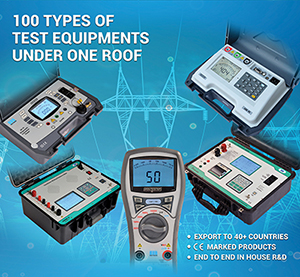 100 TYPES OF
TEST EQUIPMENTS
UNDER ONE ROOF
50
• EXPORT TO 40+ COUNTRIES
• CE MARKED PRODUCTS
• END TO END IN HOUSE R&D